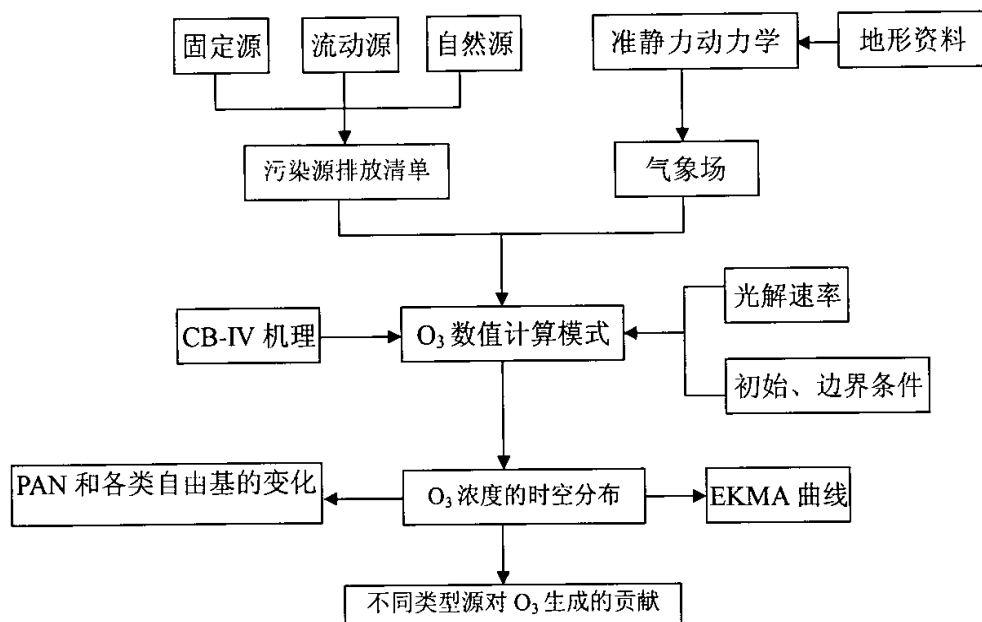 固定源
流动源
自然源
准静力动力学
地形资料
污染源排放清单
气象场
光解速率
CB-IV 机理
O₃ 数值计算模式
初始、边界条件
PAN 和各类自由基的变化
O₃ 浓度的时空分布
EKMA 曲线
不同类型源对 O₃ 生成的贡献